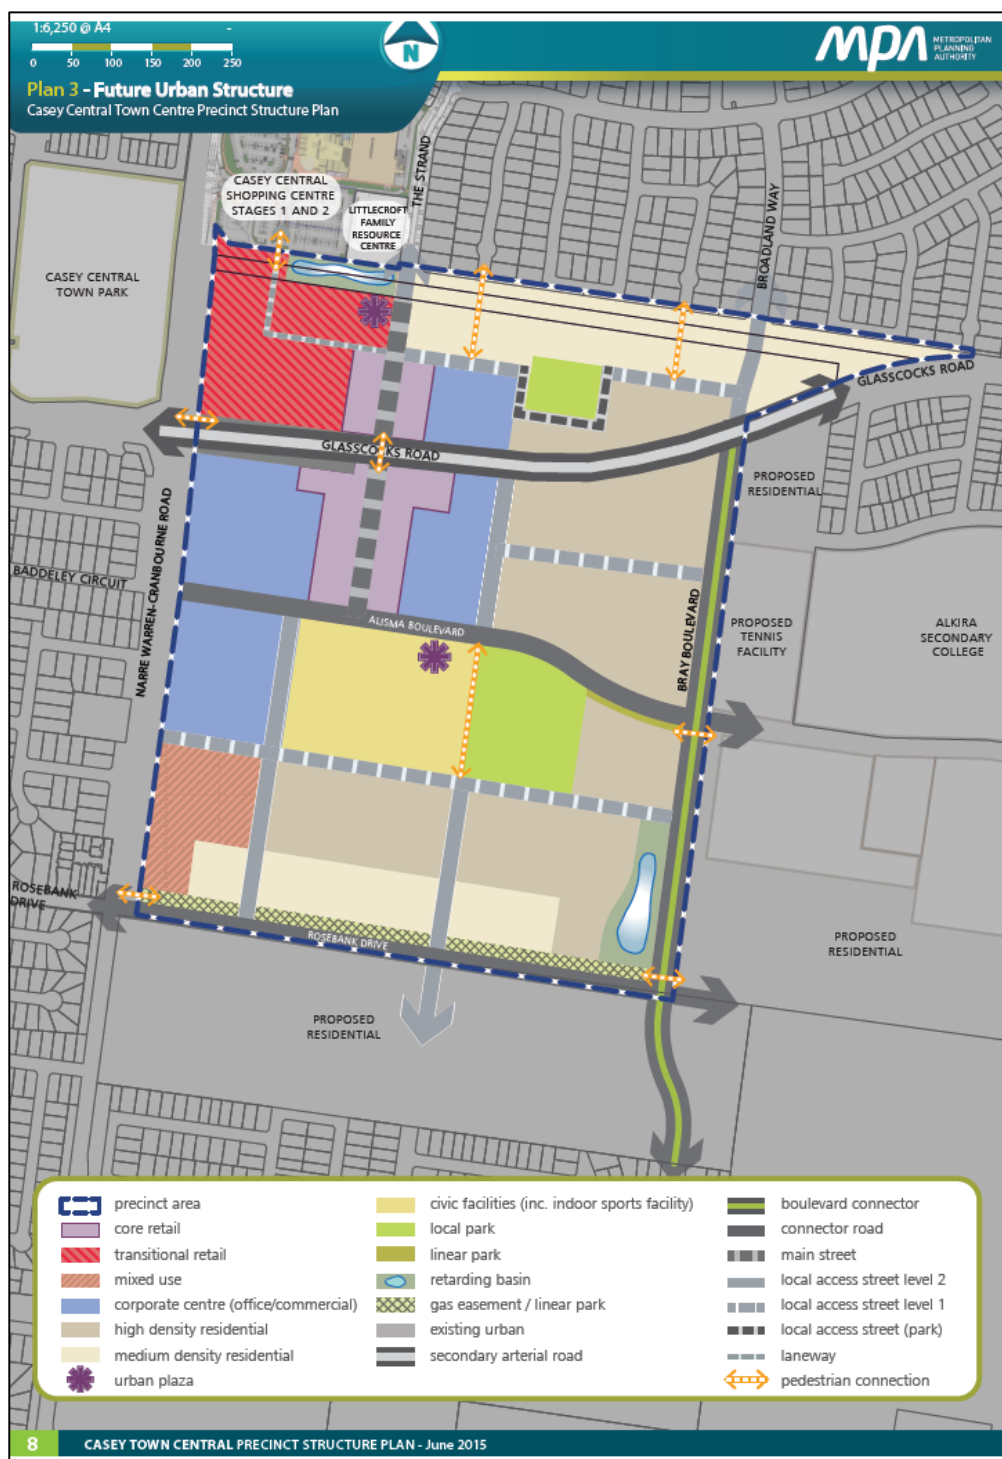 1:6,250 @ A4
0 50 100 150 200 250
Plan 3 - Future Urban Structure
Casey Central Town Centre Precinct Structure Plan
N
MPA
METROPOLITAN
PLANNING
AUTHORITY
CASEY CENTRAL
SHOPPING CENTRE
STAGES 1 AND 2
THE STRAND
LITTLECROFT
FAMILY
RESOURCE
CENTRE
BROADLAND WAY
CASEY CENTRAL
TOWN PARK
GLASSCOCKS ROAD
GLASSCOCKS ROAD
PROPOSED
RESIDENTIAL
NARRE WARREN-CRANBOURNE ROAD
BADDELEY CIRCUIT
ALISMA BOULEVARD
BRAY BOULEVARD
PROPOSED
TENNIS
FACILITY
ALKIRA
SECONDARY
COLLEGE
ROSEBANK
DRIVE
ROSEBANK DRIVE
PROPOSED
RESIDENTIAL
PROPOSED
RESIDENTIAL
precinct area
core retail
transitional retail
mixed use
corporate centre (office/commercial)
high density residential
medium density residential
urban plaza
civic facilities (inc. indoor sports facility)
local park
linear park
retarding basin
gas easement / linear park
existing urban
secondary arterial road
boulevard connector
connector road
main street
local access street level 2
local access street level 1
local access street (park)
laneway
pedestrian connection
8 CASEY TOWN CENTRAL PRECINCT STRUCTURE PLAN - June 2015